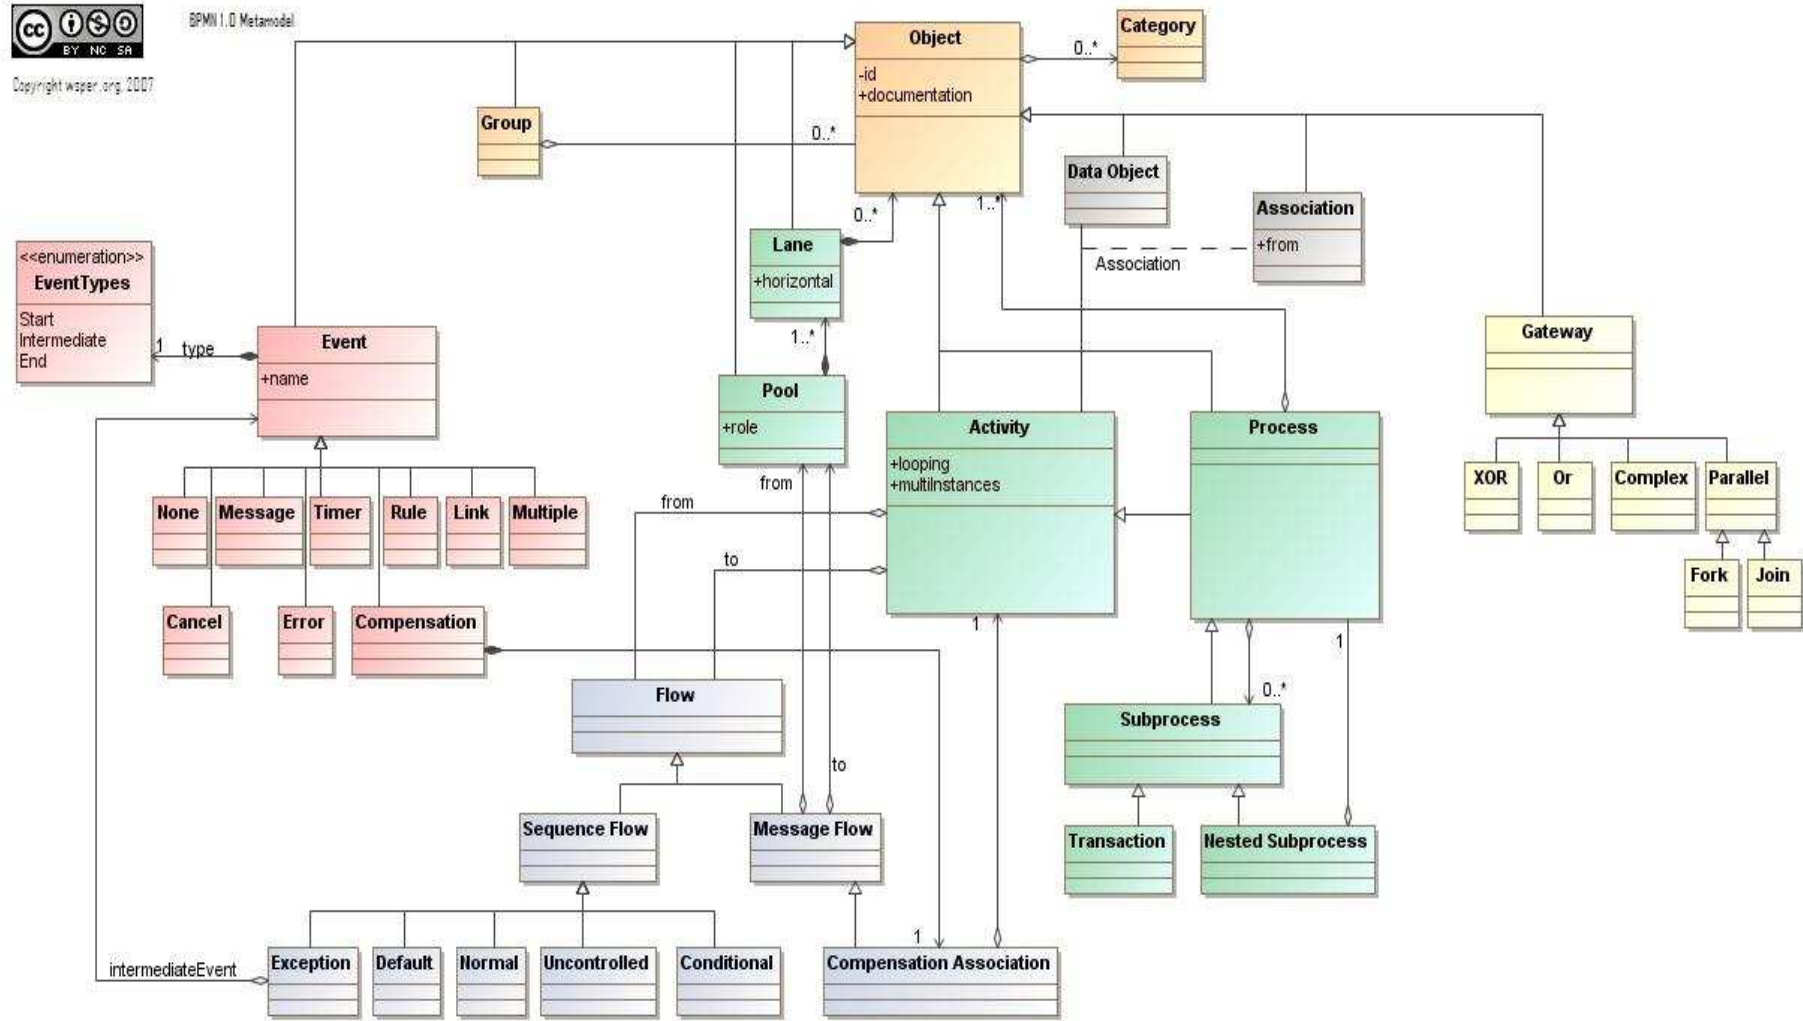 cc
BY NC SA
BPMN 1.0 Metamodel
Copyright wsper.org, 2007
Object
-id
+documentation
0..*
Category
Group
0..*
Data Object
Association
+from
Association
0..*
1..*
Lane
+horizontal
1..*
Pool
+role
<<enumeration>>
EventTypes
Start
Intermediate
End
1
type
Event
+name
Gateway
Activity
+looping
+multiInstances
Process
XOR
Or
Complex
Parallel
Fork
Join
None
Message
Timer
Rule
Link
Multiple
Cancel
Error
Compensation
from
from
to
1
1
0..*
Flow
to
Subprocess
Transaction
Nested Subprocess
Sequence Flow
Message Flow
1
intermediateEvent
Exception
Default
Normal
Uncontrolled
Conditional
Compensation Association